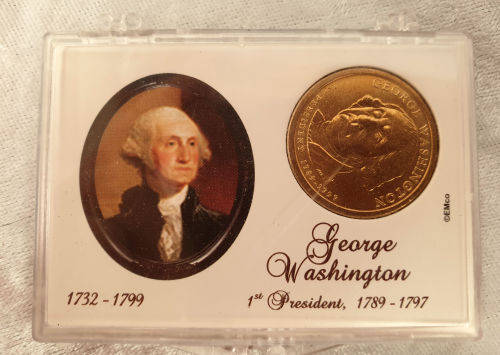 GEORGE WASHINGTON
©EMco
George
Washington
1732 - 1799
1st President, 1789 - 1797